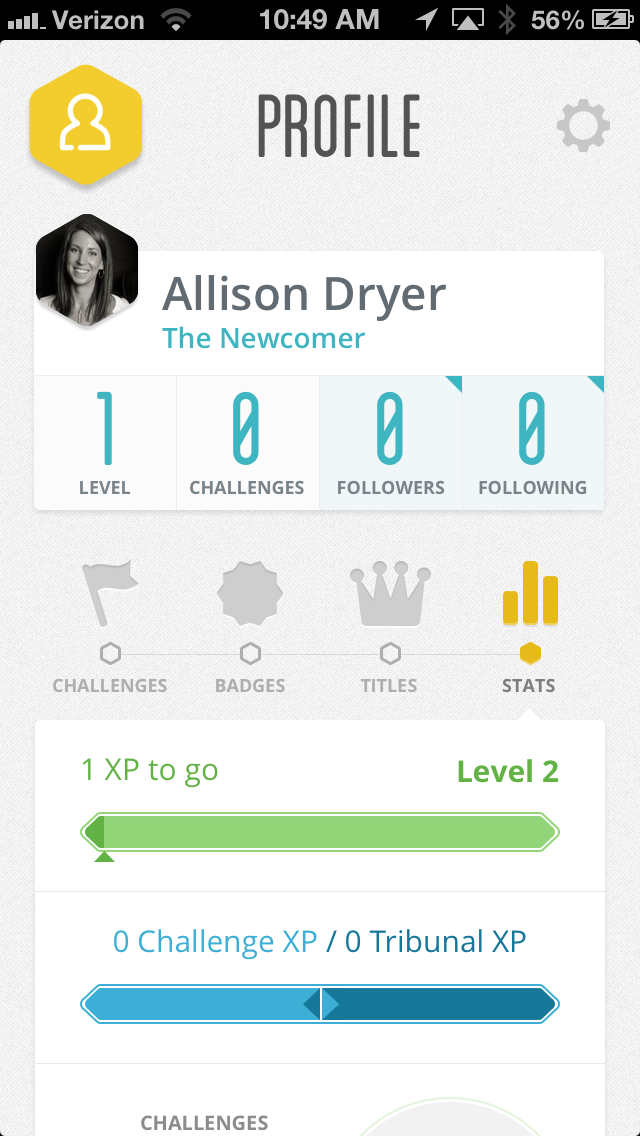 Verizon 10:49 AM 56%
PROFILE
Allison Dryer
The Newcomer
1 0 0 0
LEVEL CHALLENGES FOLLOWERS FOLLOWING
CHALLENGES BADGES TITLES STATS
1 XP to go Level 2
0 Challenge XP / 0 Tribunal XP
CHALLENGES